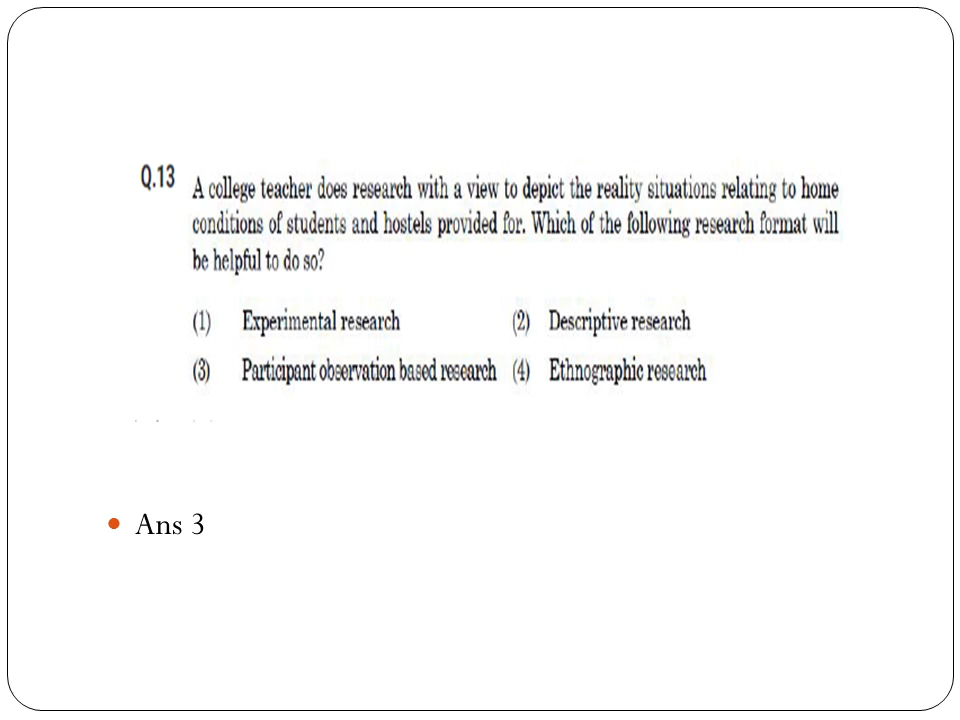 Q.13 A college teacher does research with a view to depict the reality situations relating to home
conditions of students and hostels provided for. Which of the following research format will
be helpful to do so?
(1) Experimental research (2) Descriptive research
(3) Participant observation based research (4) Ethnographic research
• Ans 3